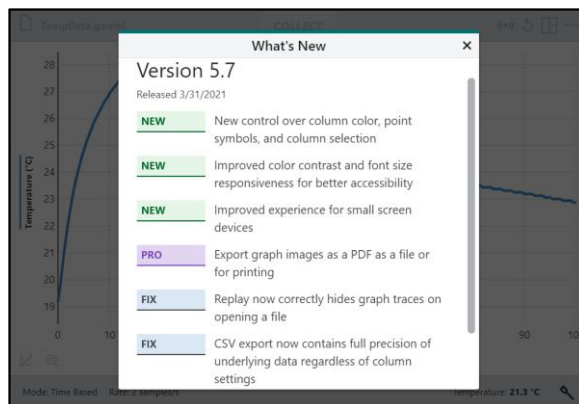 TempData.gambl
COLLECT
What's New
×
Version 5.7
Released 3/31/2021
NEW
New control over column color, point
symbols, and column selection
NEW
Improved color contrast and font size
responsiveness for better accessibility
NEW
Improved experience for small screen
devices
PRO
Export graph images as a PDF as a file or
for printing
FIX
Replay now correctly hides graph traces on
opening a file
FIX
CSV export now contains full precision of
underlying data regardless of column
settings
Temperature (°C)
28
27
26
25
24
23
22
21
20
19
0
10
90
Mode: Time Based
Rate: 2 samples/s
Temperature: 21.3 °C